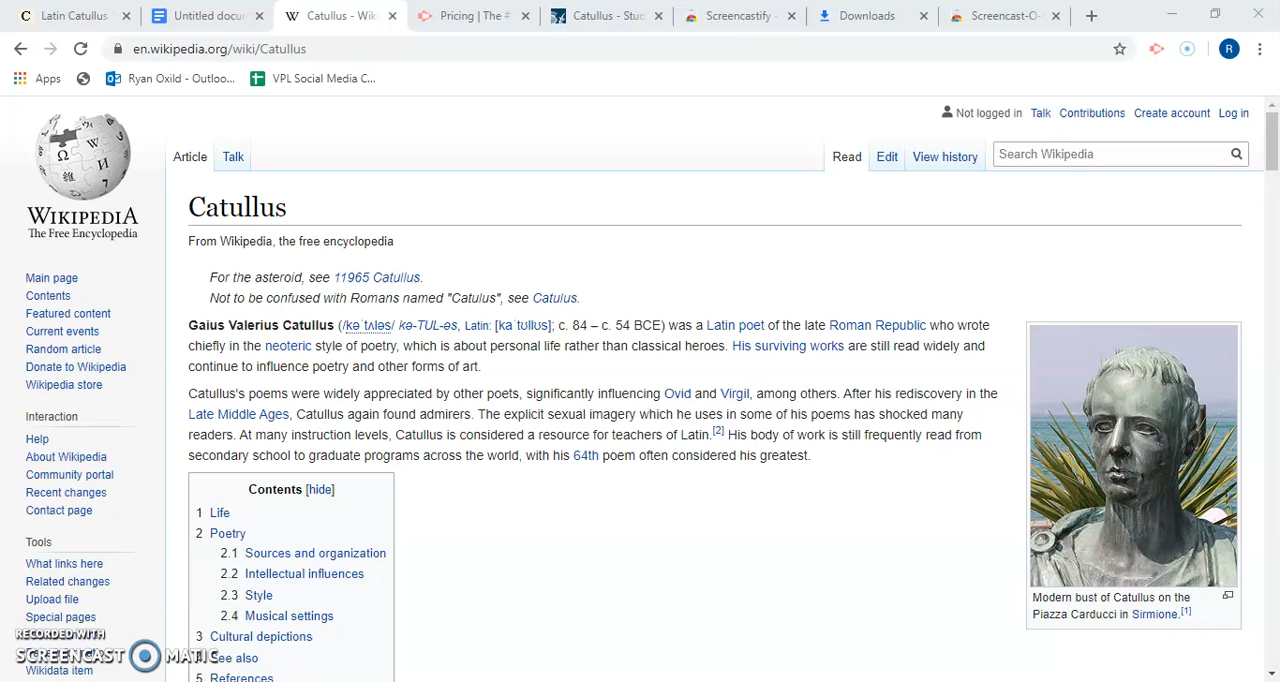 Latin Catullus
Untitled docu
Catullus - Wiki
Pricing | The #
Catullus - Stud
Screencastify -
Downloads
Screencast-O-
en.wikipedia.org/wiki/Catullus
R
Apps
Ryan Oxild - Outloo...
VPL Social Media C...
Not logged in Talk Contributions Create account Log in
Article Talk
Read Edit View history
Search Wikipedia
WIKIPEDIA
The Free Encyclopedia
Main page
Contents
Featured content
Current events
Random article
Donate to Wikipedia
Wikipedia store
Interaction
Help
About Wikipedia
Community portal
Recent changes
Contact page
Tools
What links here
Related changes
Upload file
Special pages
Wikidata item
Catullus
From Wikipedia, the free encyclopedia
For the asteroid, see 11965 Catullus.
Not to be confused with Romans named "Catulus", see Catulus.
Gaius Valerius Catullus (/kəˈtʌləs/ kə-TUL-əs, Latin: [kaˈtʊllʊs]; c. 84 – c. 54 BCE) was a Latin poet of the late Roman Republic who wrote
chiefly in the neoteric style of poetry, which is about personal life rather than classical heroes. His surviving works are still read widely and
continue to influence poetry and other forms of art.
Catullus's poems were widely appreciated by other poets, significantly influencing Ovid and Virgil, among others. After his rediscovery in the
Late Middle Ages, Catullus again found admirers. The explicit sexual imagery which he uses in some of his poems has shocked many
readers. At many instruction levels, Catullus is considered a resource for teachers of Latin.[2] His body of work is still frequently read from
secondary school to graduate programs across the world, with his 64th poem often considered his greatest.
Contents [hide]
1 Life
2 Poetry
2.1 Sources and organization
2.2 Intellectual influences
2.3 Style
2.4 Musical settings
3 Cultural depictions
See also
5 References
Modern bust of Catullus on the
Piazza Carducci in Sirmione.[1]
RECORDED WITH
SCREENCAST MATIC